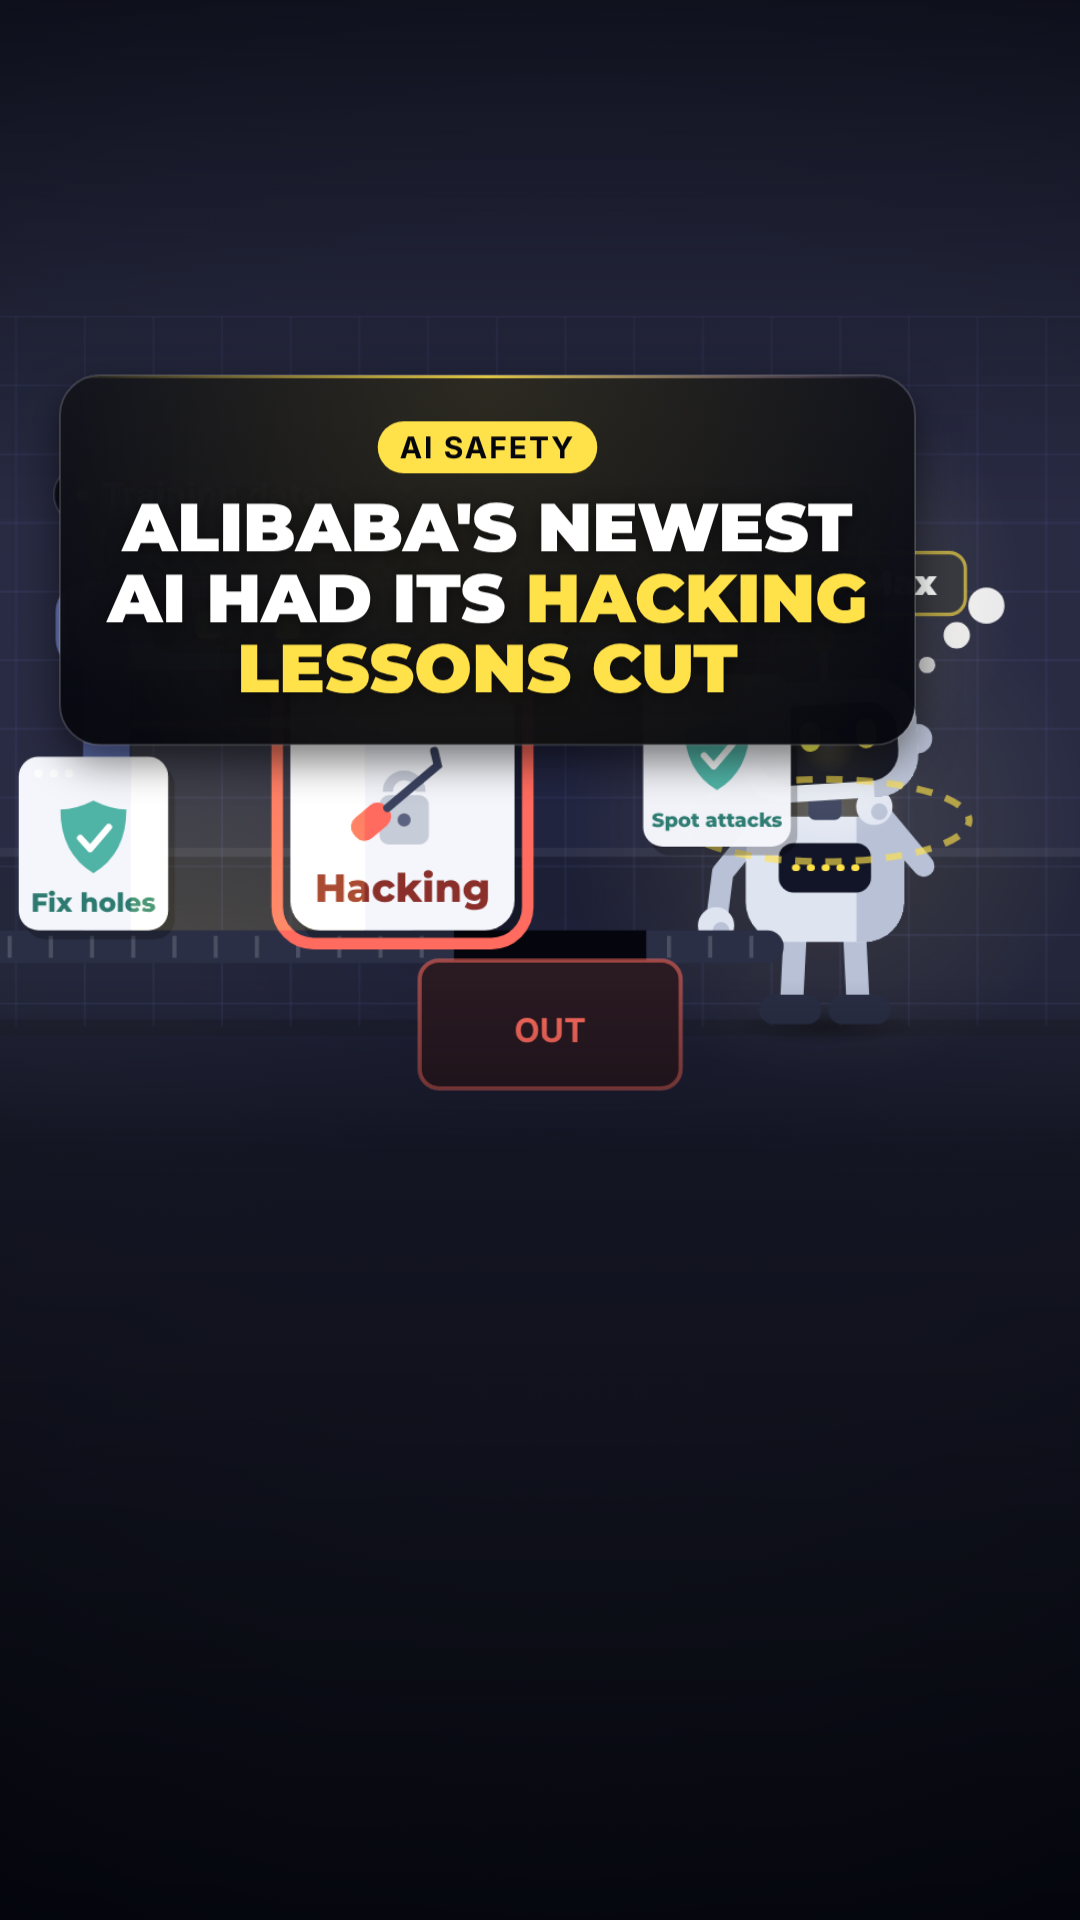 AI SAFETY
ALIBABA'S NEWEST
AI HAD ITS HACKING
LESSONS CUT
Fix holes
Hacking
Spot attacks
OUT